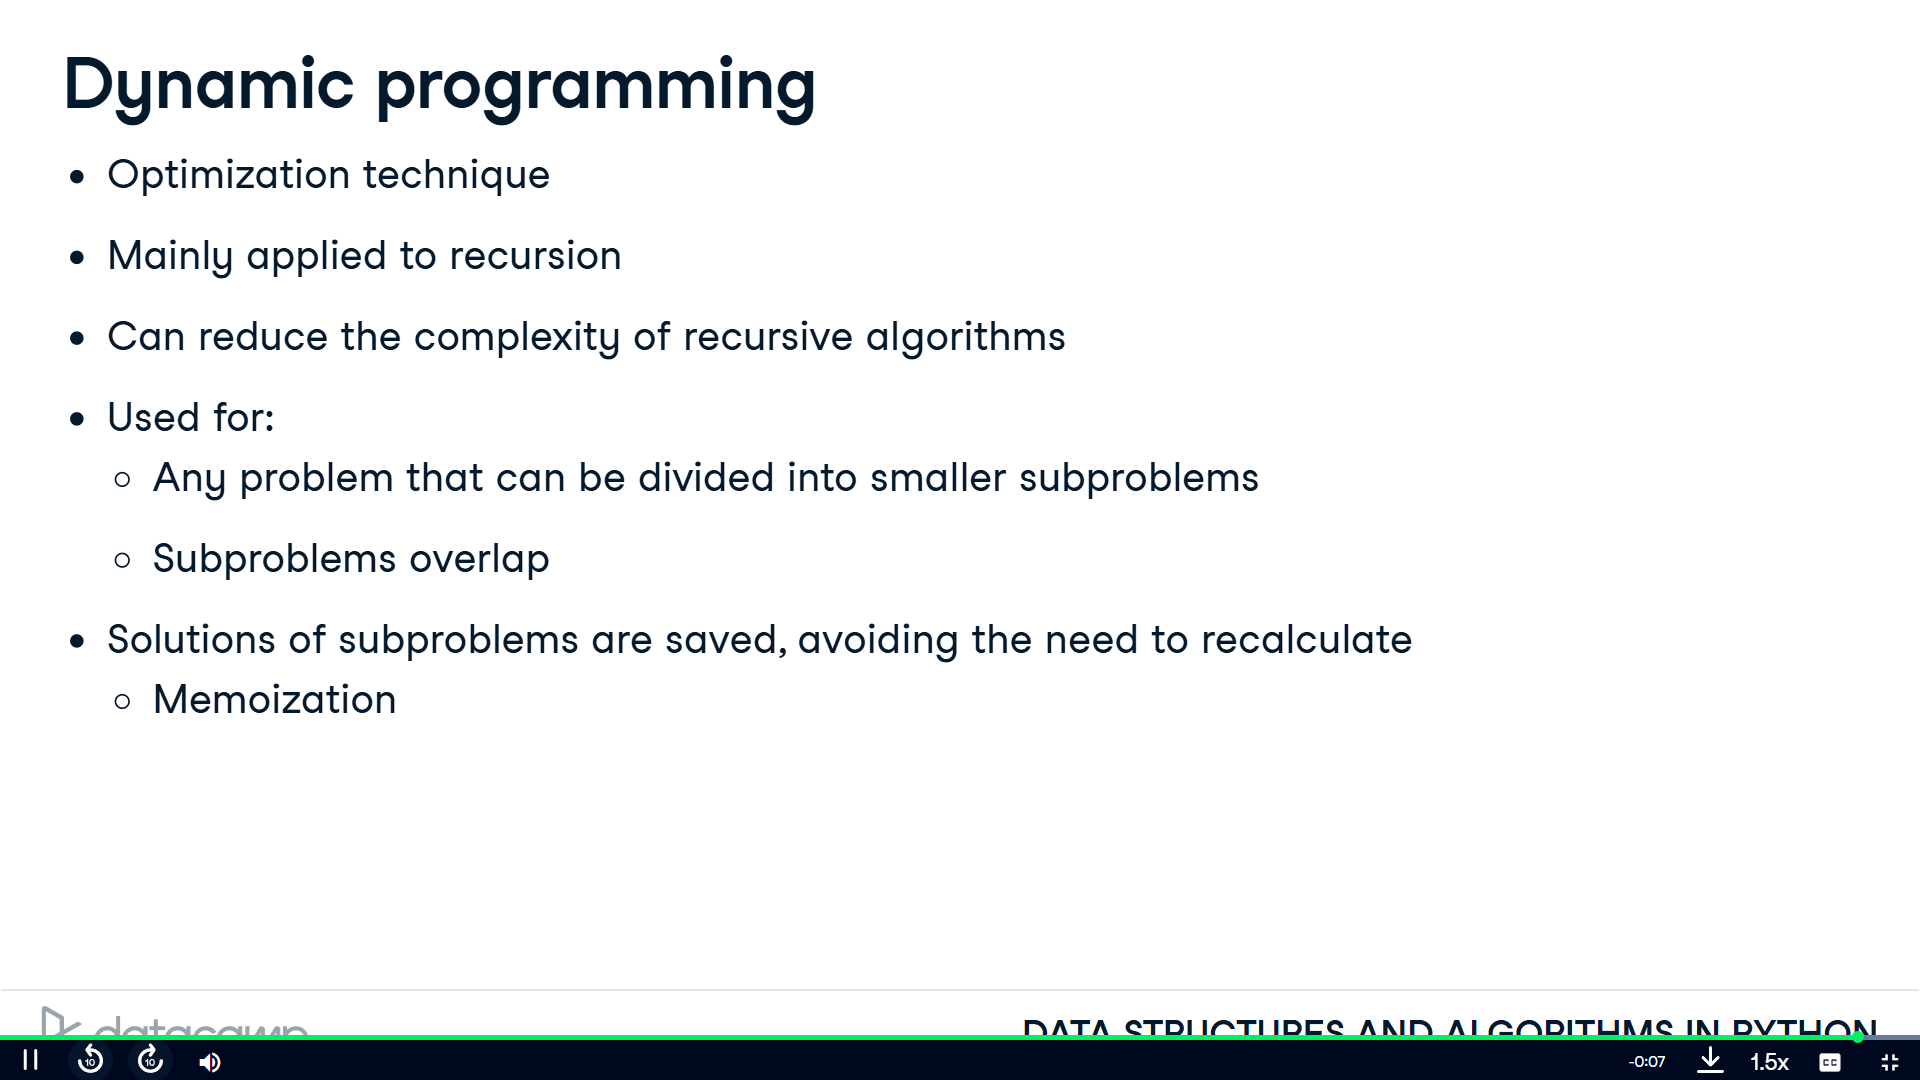 Dynamic programming
Optimization technique
Mainly applied to recursion
Can reduce the complexity of recursive algorithms
Used for:
Any problem that can be divided into smaller subproblems
Subproblems overlap
Solutions of subproblems are saved, avoiding the need to recalculate
Memoization
datacamp
DATA STRUCTURES AND ALGORITHMS IN PYTHON
10
10
-0:07
1.5x
CC